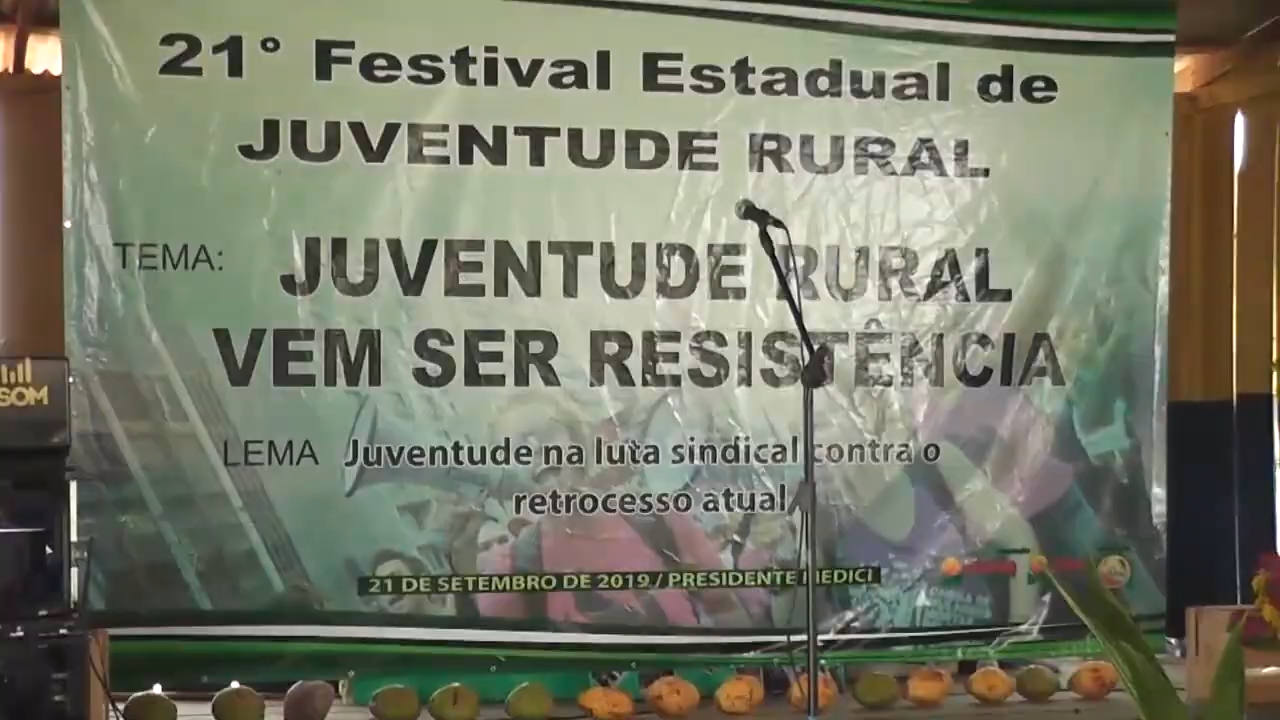 21° Festival Estadual de
JUVENTUDE RURAL
TEMA: JUVENTUDE RURAL
VEM SER RESISTÊNCIA
LEMA Juventude na luta sindical contra o
retrocesso atual
21 DE SETEMBRO DE 2019 / PRESIDENTE MEDICI
SOM